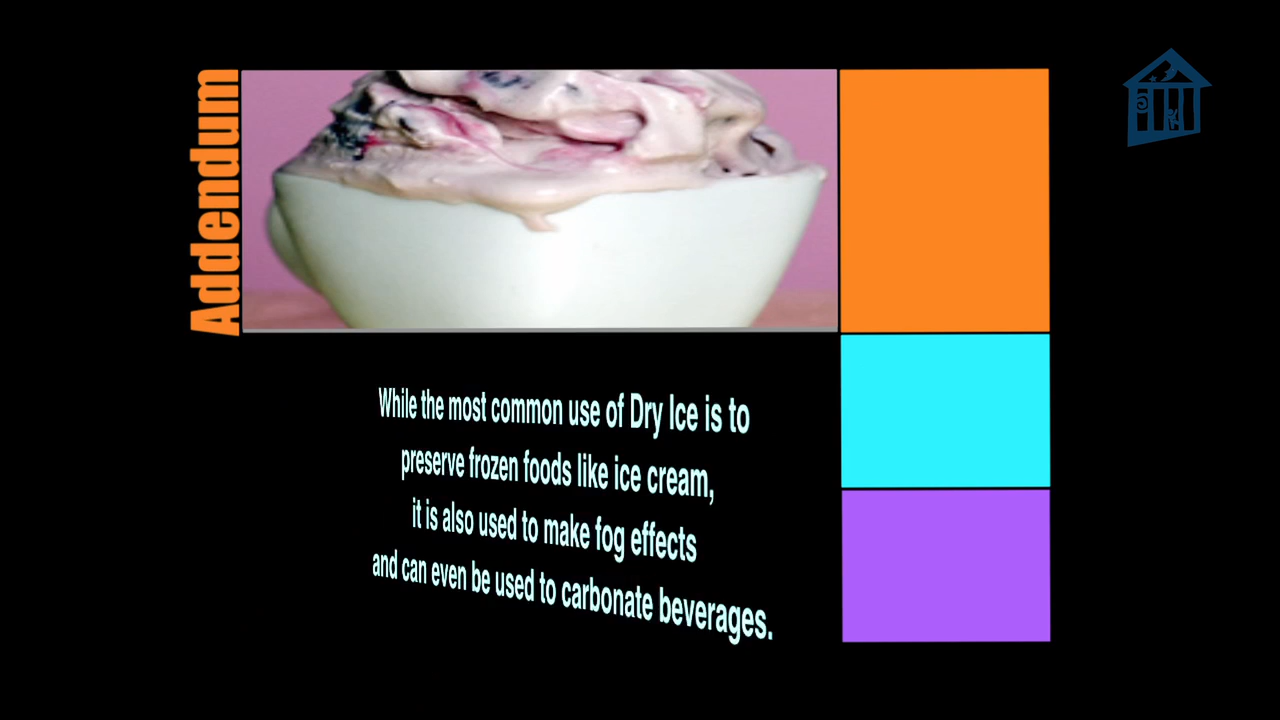 Addendum
While the most common use of Dry Ice is to
preserve frozen foods like ice cream,
it is also used to make fog effects
and can even be used to carbonate beverages.